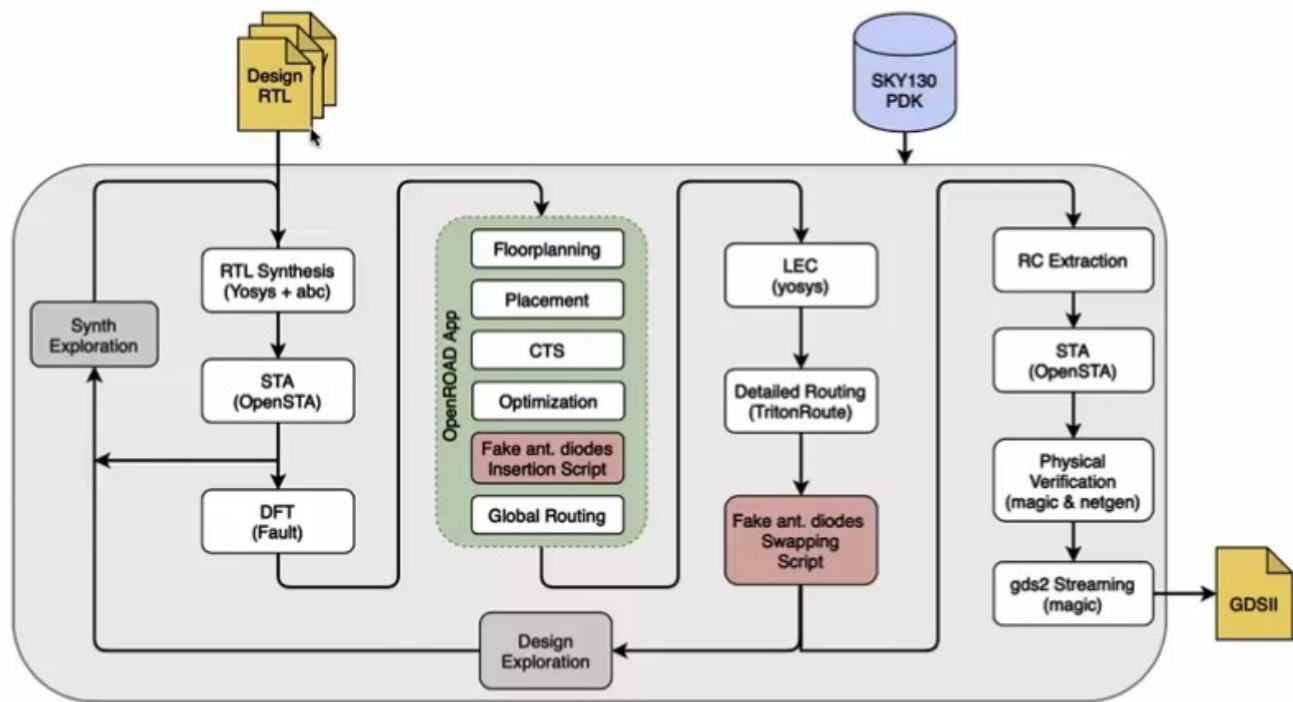 Design
RTL
SKY130
PDK
RTL Synthesis
(Yosys + abc)
Synth
Exploration
STA
(OpenSTA)
DFT
(Fault)
OpenROAD App
Floorplanning
Placement
CTS
Optimization
Fake ant. diodes
Insertion Script
Global Routing
LEC
(yosys)
Detailed Routing
(TritonRoute)
Fake ant. diodes
Swapping
Script
Design
Exploration
RC Extraction
STA
(OpenSTA)
Physical
Verification
(magic & netgen)
gds2 Streaming
(magic)
GDSII